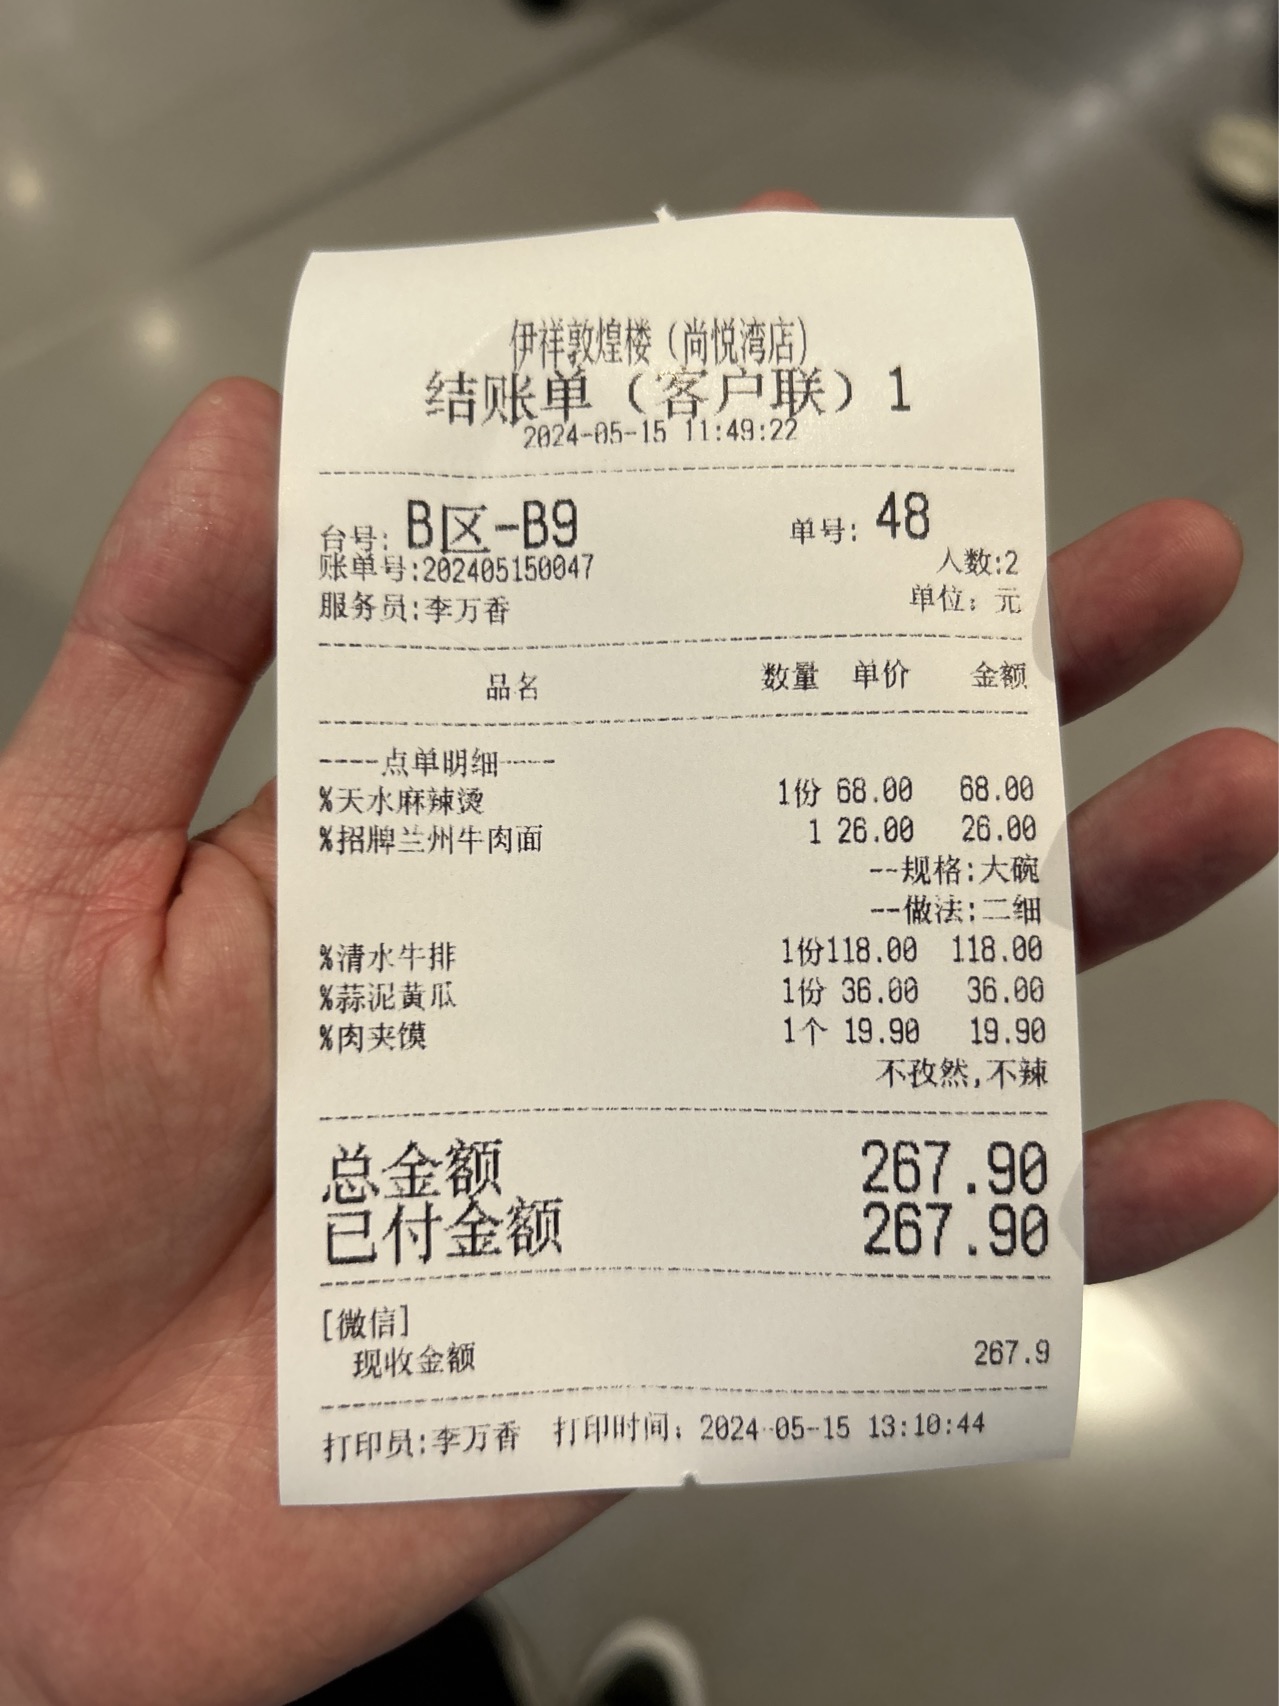 伊祥敦煌楼（尚悦湾店）
结账单（客户联）1
2024-05-15 11:49:22
台号: B区-B9 单号: 48
账单号:202405150047 人数:2
服务员:李万香 单位: 元
品名 数量 单价 金额
----点单明细----
%天水麻辣烫 1份 68.00 68.00
%招牌兰州牛肉面 1 26.00 26.00
--规格:大碗
--做法:二细
%清水牛排 1份118.00 118.00
%蒜泥黄瓜 1份 36.00 36.00
%肉夹馍 1个 19.90 19.90
不孜然,不辣
总金额 267.90
已付金额 267.90
[微信]
现收金额 267.9
打印员:李万香 打印时间: 2024-05-15 13:10:44